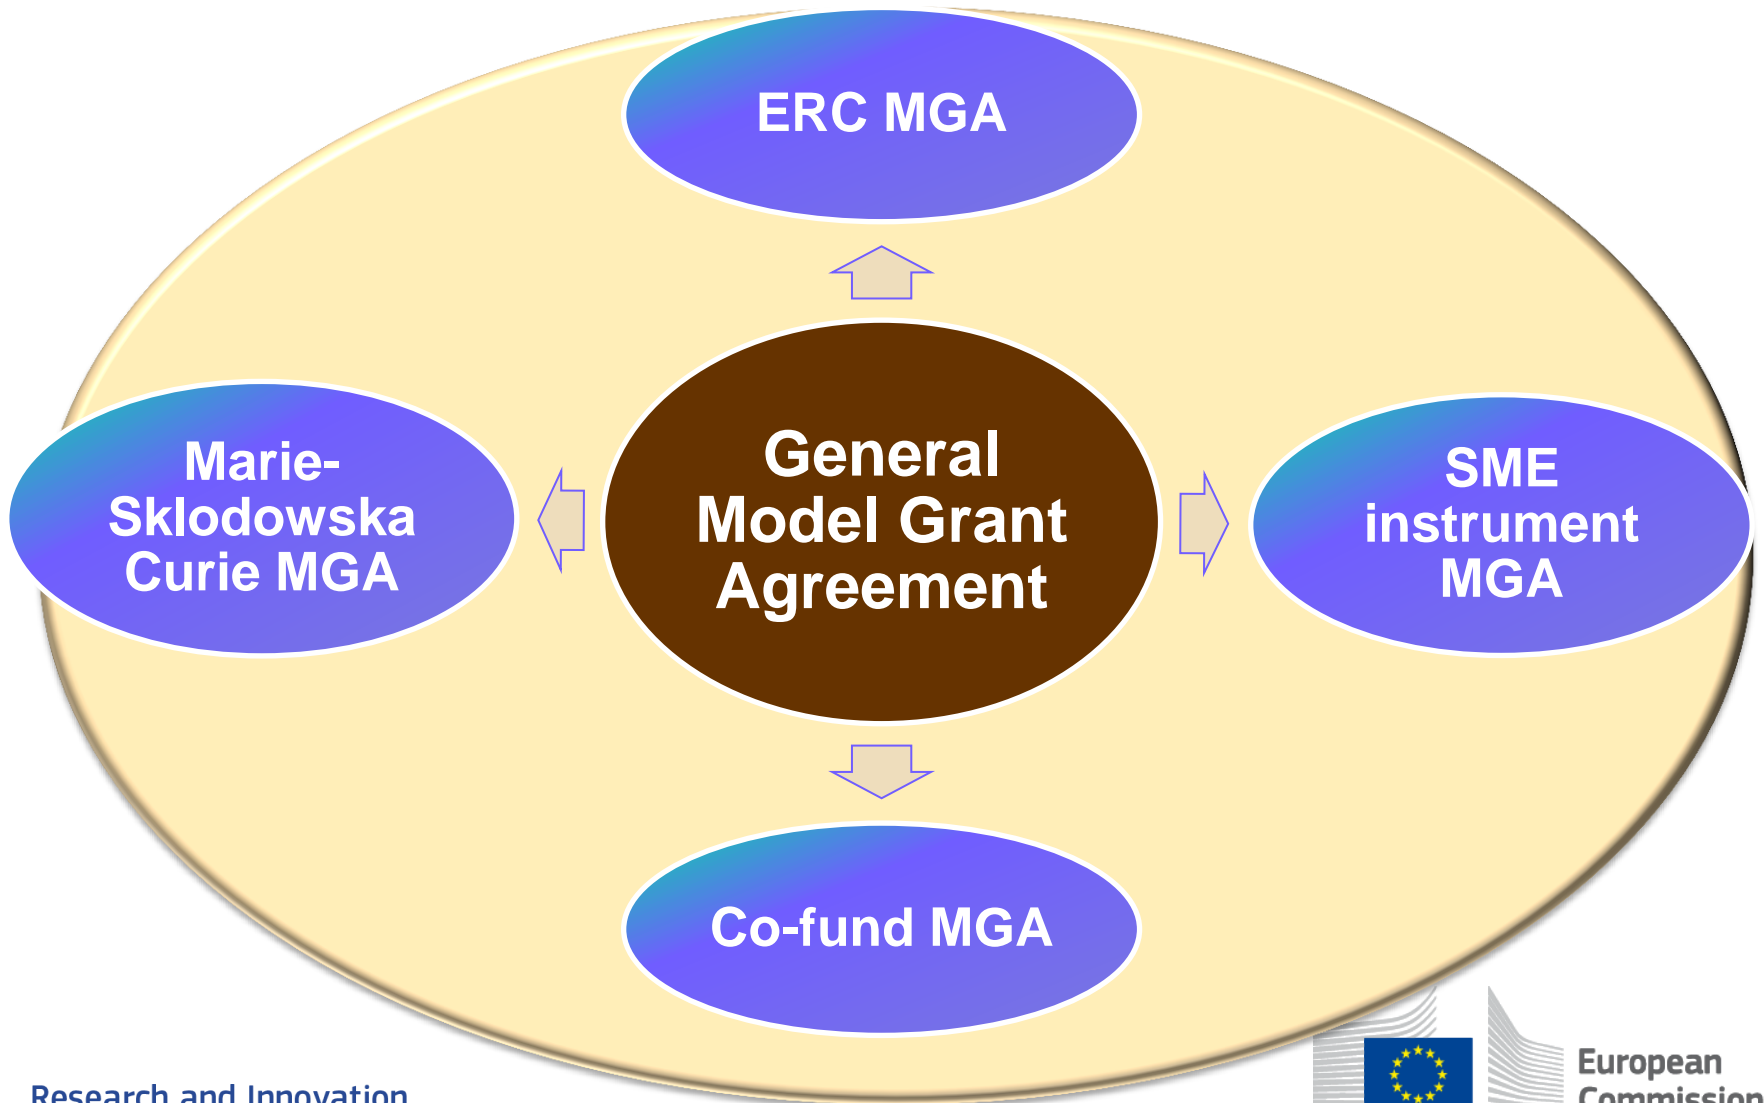 ERC MGA
Marie-
Sklodowska
Curie MGA
General
Model Grant
Agreement
SME
instrument
MGA
Co-fund MGA
Research and Innovation
European
Commission